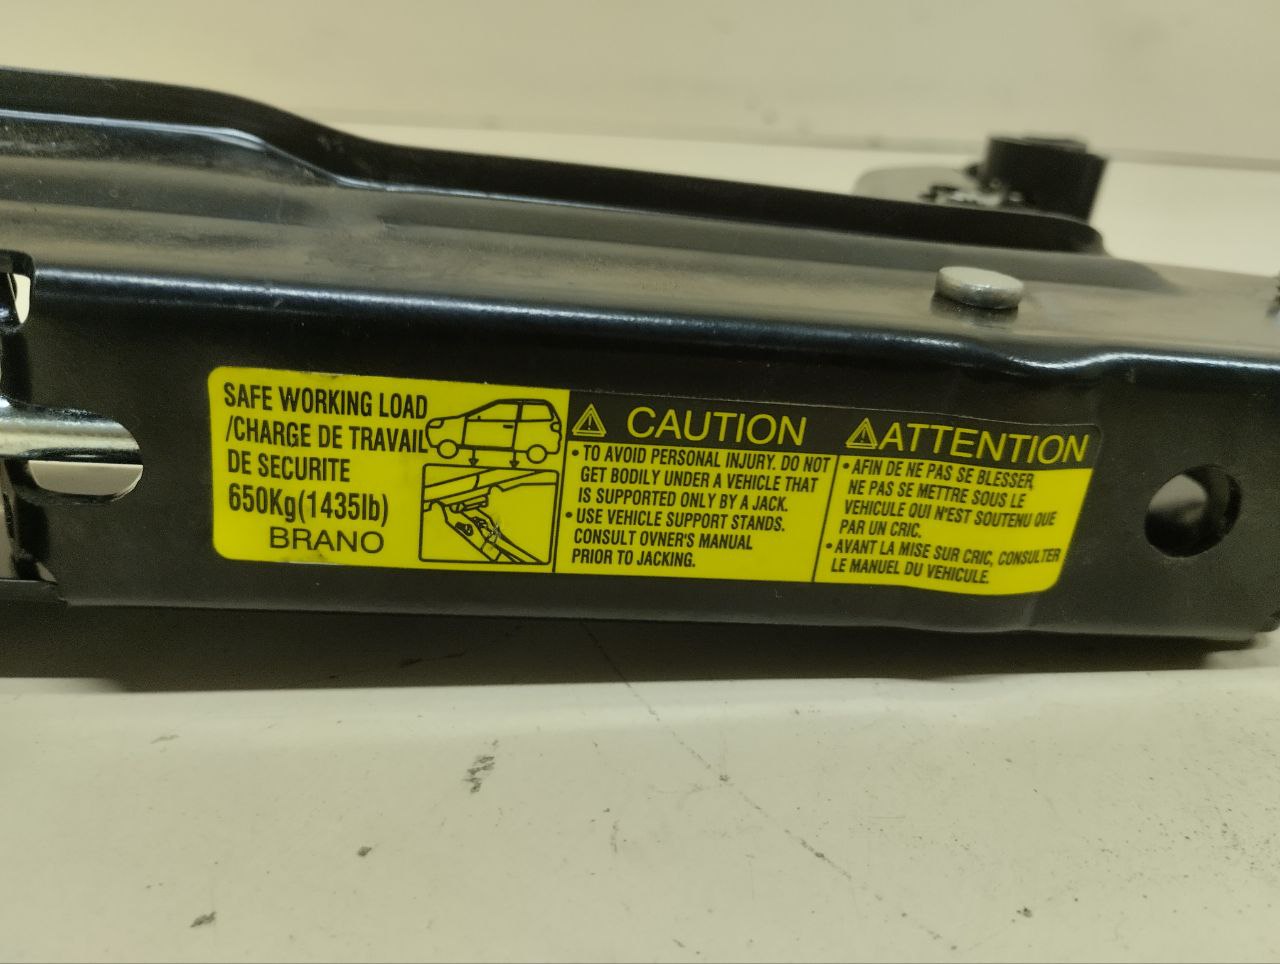 SAFE WORKING LOAD
/CHARGE DE TRAVAIL
DE SECURITE
650Kg(1435lb)
BRANO
CAUTION
• TO AVOID PERSONAL INJURY. DO NOT
GET BODILY UNDER A VEHICLE THAT
IS SUPPORTED ONLY BY A JACK.
• USE VEHICLE SUPPORT STANDS.
CONSULT OVNER'S MANUAL
PRIOR TO JACKING.
ATTENTION
• AFIN DE NE PAS SE BLESSER,
NE PAS SE METTRE SOUS LE
VEHICULE QUI N'EST SOUTENU QUE
PAR UN CRIC.
• AVANT LA MISE SUR CRIC, CONSULTER
LE MANUEL DU VEHICULE.